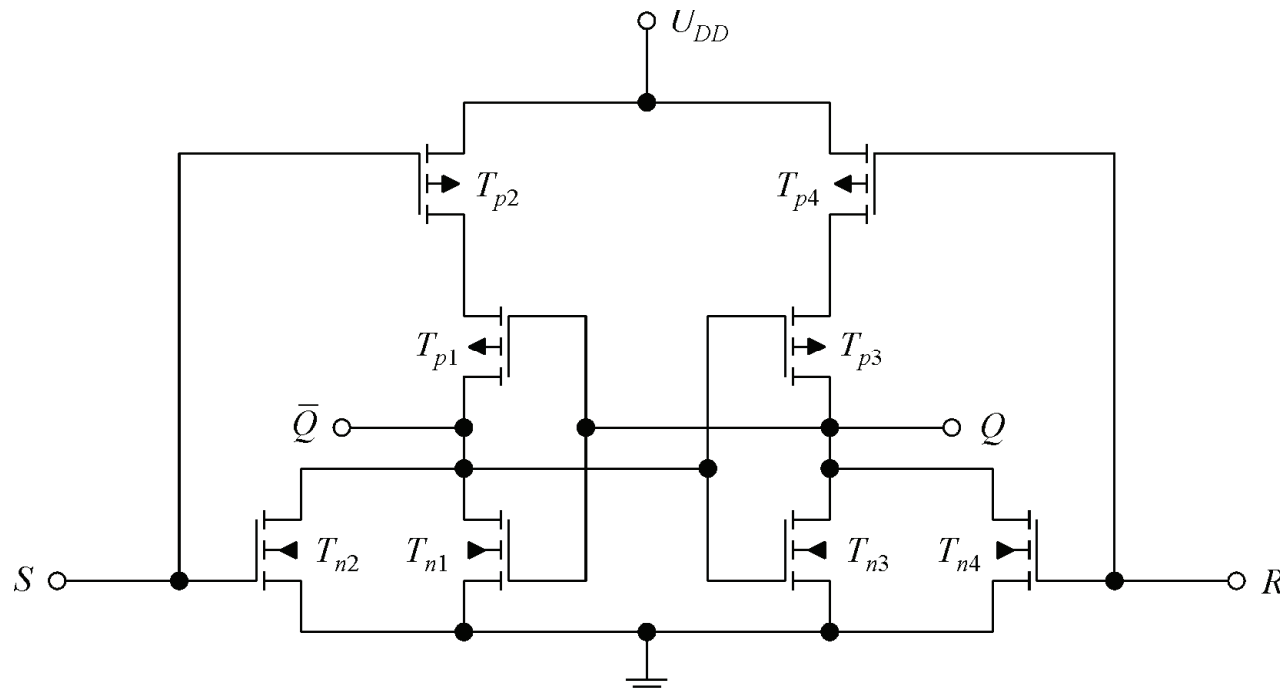 U_DD
T_p2
T_p4
T_p1
T_p3
Q̅
Q
T_n2
T_n1
T_n3
T_n4
S
R